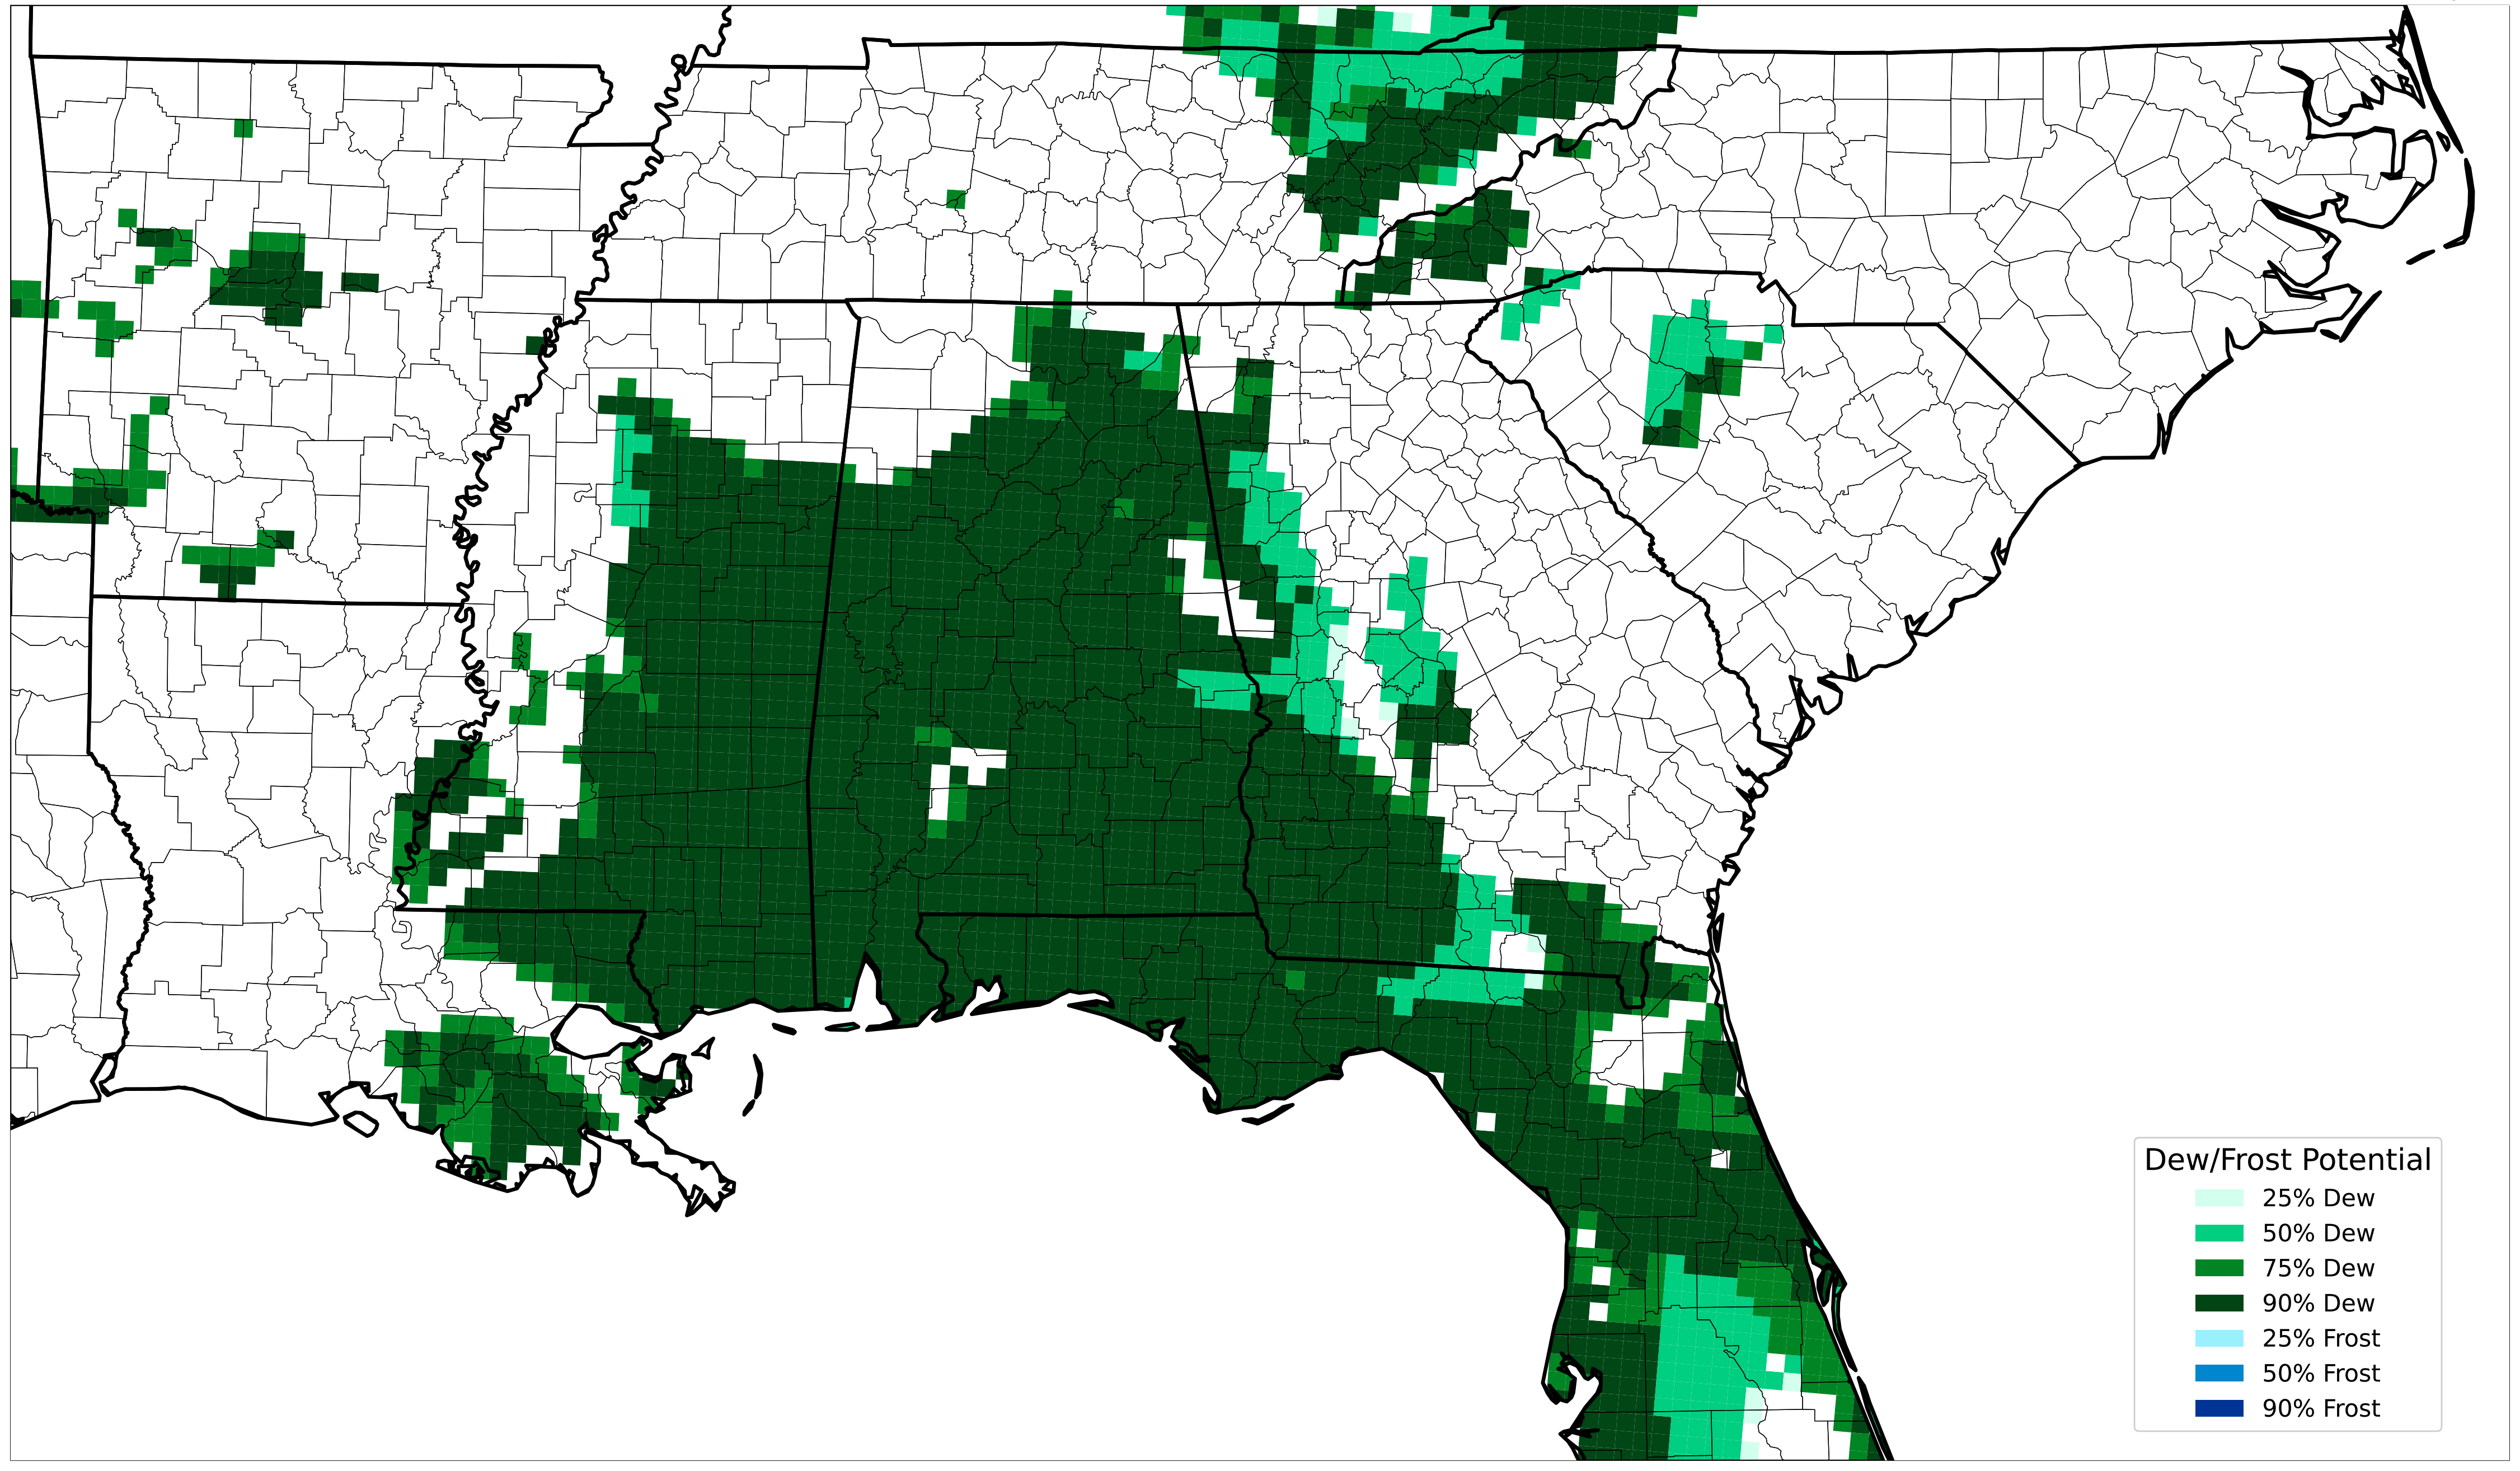 Dew/Frost Potential
25% Dew
50% Dew
75% Dew
90% Dew
25% Frost
50% Frost
90% Frost